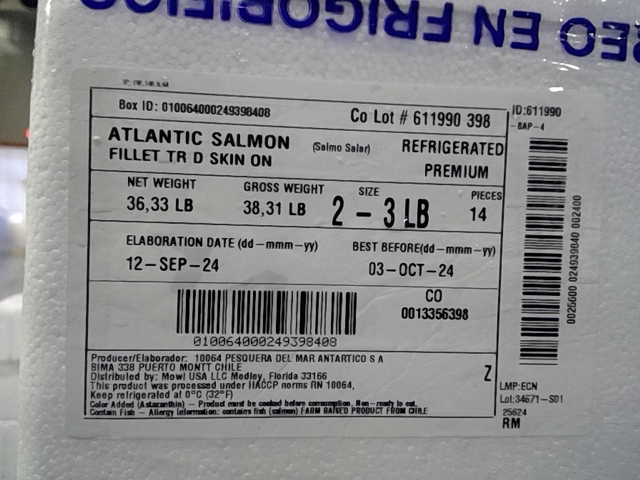 REO EN FRIGORIFICO
Box ID: 010064000249398408
Co Lot # 611990 398
ID:611990
-BAP-4
ATLANTIC SALMON (Salmo Salar)
FILLET TR D SKIN ON
REFRIGERATED
PREMIUM
NET WEIGHT
36,33 LB
GROSS WEIGHT
38,31 LB
SIZE
2 - 3 LB
PIECES
14
ELABORATION DATE (dd-mmm-yy)
12-SEP-24
BEST BEFORE(dd-mmm-yy)
03-OCT-24
010064000249398408
CO
0013356398
0025600 024939840 002400
Producer/Elaborador: 10064 PESQUERA DEL MAR ANTARTICO S A
BIMA 338 PUERTO MONTT CHILE
Distributed by: Mowi USA LLC Medley, Florida 33166
This product was processed under HACCP norms RN 10064,
Keep refrigerated at 0°C (32°F)
Color Added (Astaxanthin) - Product must be cooked before consumption. Non-ready to eat.
Contain Fish - Allergy Information: contains fish (salmon) FARM RAISED PRODUCT FROM CHILE
Z
LMP:ECN
Lot:34671-S01
25624
RM